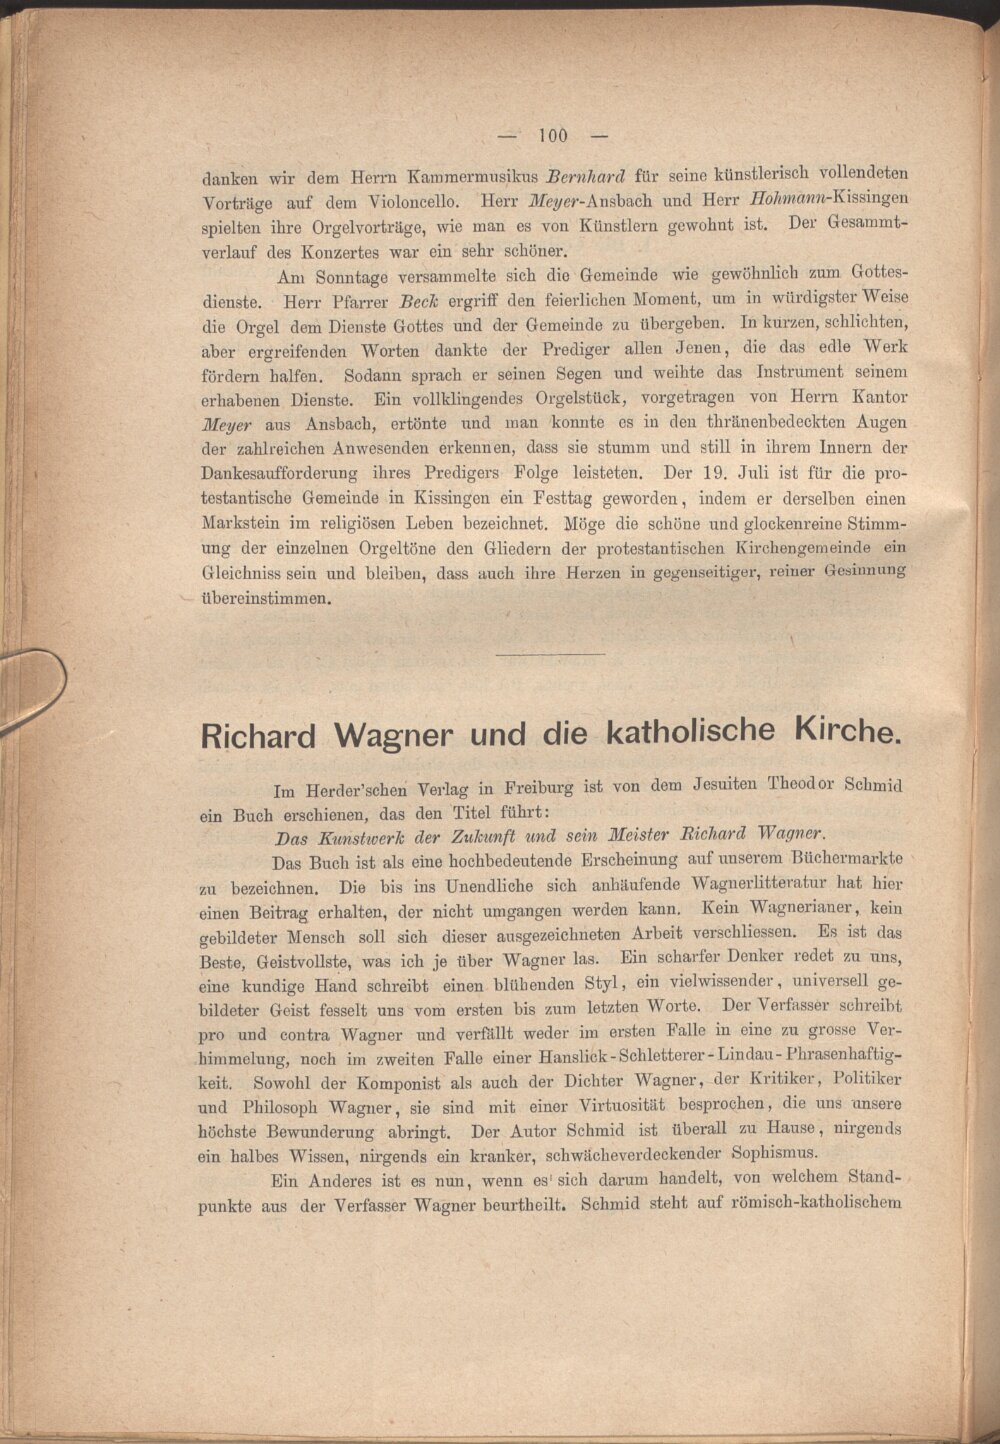 — 100 —
danken wir dem Herrn Kammermusikus Bernhard für seine künstlerisch vollendeten
Vorträge auf dem Violoncello. Herr Meyer-Ansbach und Herr Hohmann-Kissingen
spielten ihre Orgelvorträge, wie man es von Künstlern gewohnt ist. Der Gesammt-
verlauf des Konzertes war ein sehr schöner.
Am Sonntage versammelte sich die Gemeinde wie gewöhnlich zum Gottes-
dienste. Herr Pfarrer Beck ergriff den feierlichen Moment, um in würdigster Weise
die Orgel dem Dienste Gottes und der Gemeinde zu übergeben. In kurzen, schlichten,
aber ergreifenden Worten dankte der Prediger allen Jenen, die das edle Werk
fördern halfen. Sodann sprach er seinen Segen und weihte das Instrument seinem
erhabenen Dienste. Ein vollklingendes Orgelstück, vorgetragen von Herrn Kantor
Meyer aus Ansbach, ertönte und man konnte es in den thränenbedeckten Augen
der zahlreichen Anwesenden erkennen, dass sie stumm und still in ihrem Innern der
Dankesaufforderung ihres Predigers Folge leisteten. Der 19. Juli ist für die pro-
testantische Gemeinde in Kissingen ein Festtag geworden, indem er derselben einen
Markstein im religiösen Leben bezeichnet. Möge die schöne und glockenreine Stimm-
ung der einzelnen Orgeltöne den Gliedern der protestantischen Kirchengemeinde ein
Gleichniss sein und bleiben, dass auch ihre Herzen in gegenseitiger, reiner Gesinnung
übereinstimmen.
Richard Wagner und die katholische Kirche.
Im Herder'schen Verlag in Freiburg ist von dem Jesuiten Theodor Schmid
ein Buch erschienen, das den Titel führt:
Das Kunstwerk der Zukunft und sein Meister Richard Wagner.
Das Buch ist als eine hochbedeutende Erscheinung auf unserem Büchermarkte
zu bezeichnen. Die bis ins Unendliche sich anhäufende Wagnerlitteratur hat hier
einen Beitrag erhalten, der nicht umgangen werden kann. Kein Wagnerianer, kein
gebildeter Mensch soll sich dieser ausgezeichneten Arbeit verschliessen. Es ist das
Beste, Geistvollste, was ich je über Wagner las. Ein scharfer Denker redet zu uns,
eine kundige Hand schreibt einen blühenden Styl, ein vielwissender, universell ge-
bildeter Geist fesselt uns vom ersten bis zum letzten Worte. Der Verfasser schreibt
pro und contra Wagner und verfällt weder im ersten Falle in eine zu grosse Ver-
himmelung, noch im zweiten Falle einer Hanslick-Schletterer-Lindau-Phrasenhaftig-
keit. Sowohl der Komponist als auch der Dichter Wagner, der Kritiker, Politiker
und Philosoph Wagner, sie sind mit einer Virtuosität besprochen, die uns unsere
höchste Bewunderung abringt. Der Autor Schmid ist überall zu Hause, nirgends
ein halbes Wissen, nirgends ein kranker, schwächeverdeckender Sophismus.
Ein Anderes ist es nun, wenn es sich darum handelt, von welchem Stand-
punkte aus der Verfasser Wagner beurtheilt. Schmid steht auf römisch-katholischem